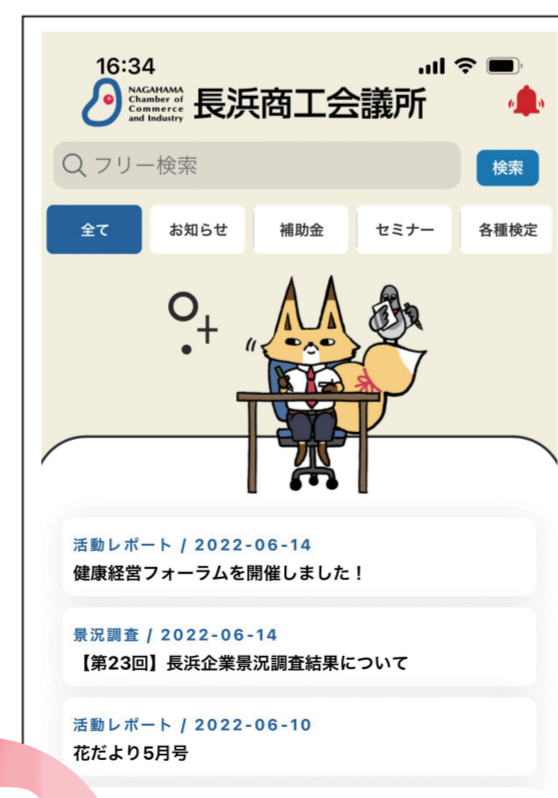 16:34
NAGAHAMA
Chamber of
Commerce
and Industry
長浜商工会議所
フリー検索
検索
全て
お知らせ
補助金
セミナー
各種検定
活動レポート / 2022-06-14
健康経営フォーラムを開催しました！
景況調査 / 2022-06-14
【第23回】長浜企業景況調査結果について
活動レポート / 2022-06-10
花だより5月号